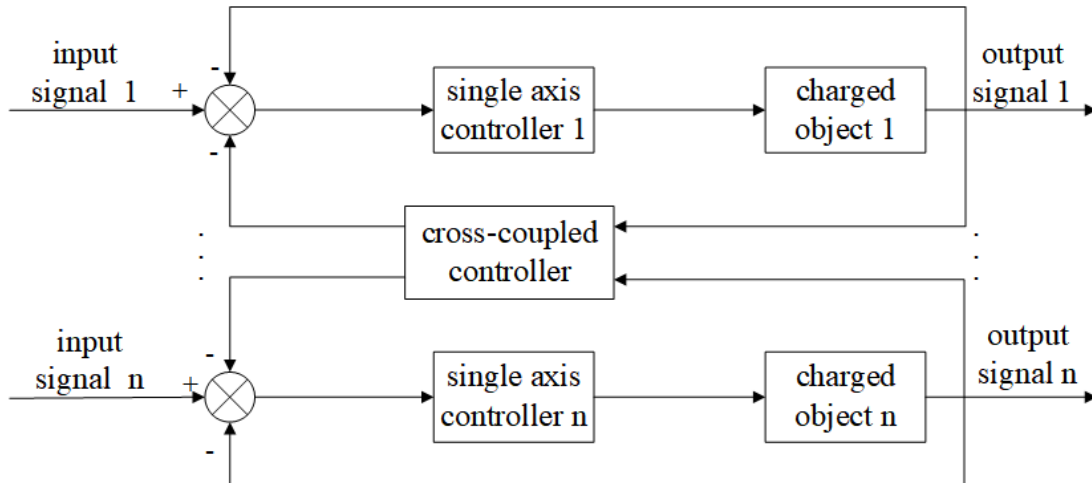 input
signal 1
+
-
-
single axis
controller 1
charged
object 1
output
signal 1
cross-coupled
controller
.
.
.
.
.
.
input
signal n
+
-
-
single axis
controller n
charged
object n
output
signal n